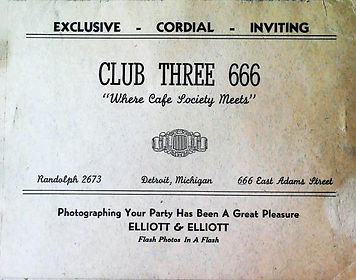 EXCLUSIVE - CORDIAL - INVITING
CLUB THREE 666
"Where Cafe Society Meets"
Randolph 2673 Detroit, Michigan 666 East Adams Street
Photographing Your Party Has Been A Great Pleasure
ELLIOTT & ELLIOTT
Flash Photos In A Flash